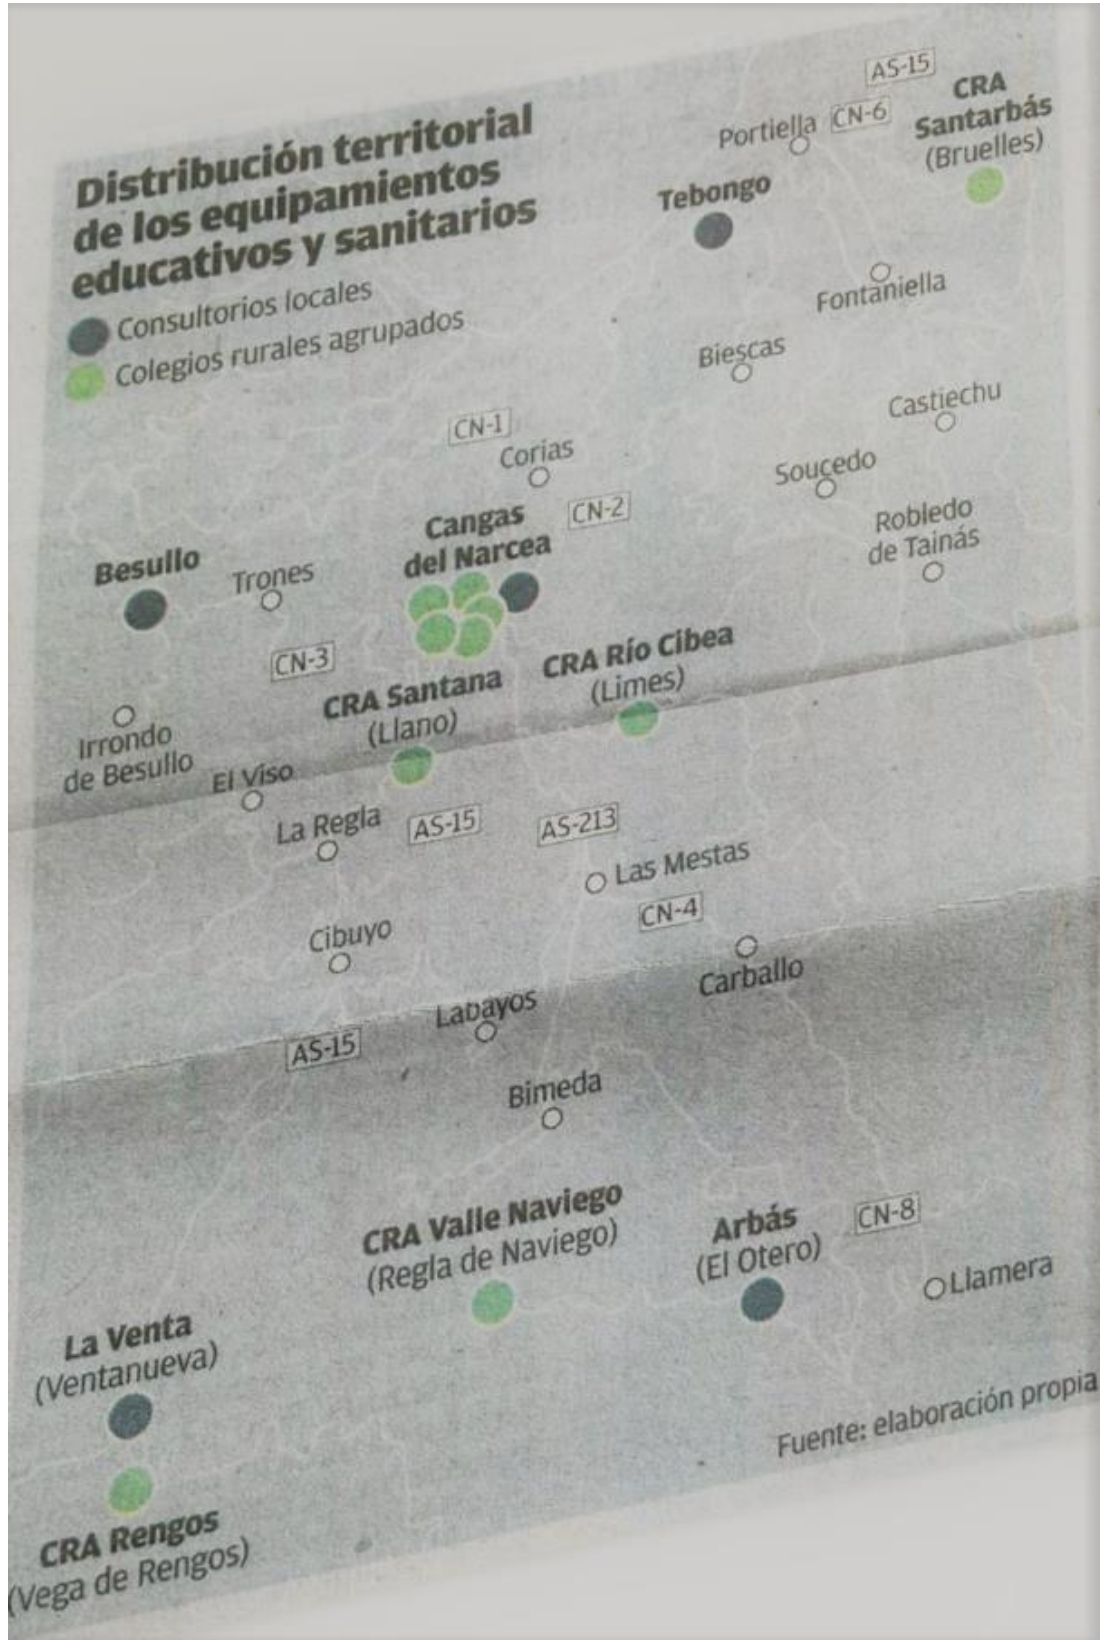 Distribución territorial
de los equipamientos
educativos y sanitarios
Consultorios locales
Colegios rurales agrupados
AS-15
CRA
Santarbás
(Bruelles)
Portiella
CN-6
Tebongo
Fontaniella
Biescas
Castiechu
CN-1
Corias
Soucedo
CN-2
Robledo
de Tainás
Cangas
del Narcea
Besullo
Trones
CN-3
CRA Río Cibea
(Limes)
CRA Santana
(Llano)
Irrondo
de Besullo
El Viso
La Regla
AS-15
AS-213
Las Mestas
CN-4
Cibuyo
Carballo
Labayos
AS-15
Bimeda
CRA Valle Naviego
(Regla de Naviego)
Arbás
(El Otero)
CN-8
Llamera
La Venta
(Ventanueva)
Fuente: elaboración propia
CRA Rengos
(Vega de Rengos)